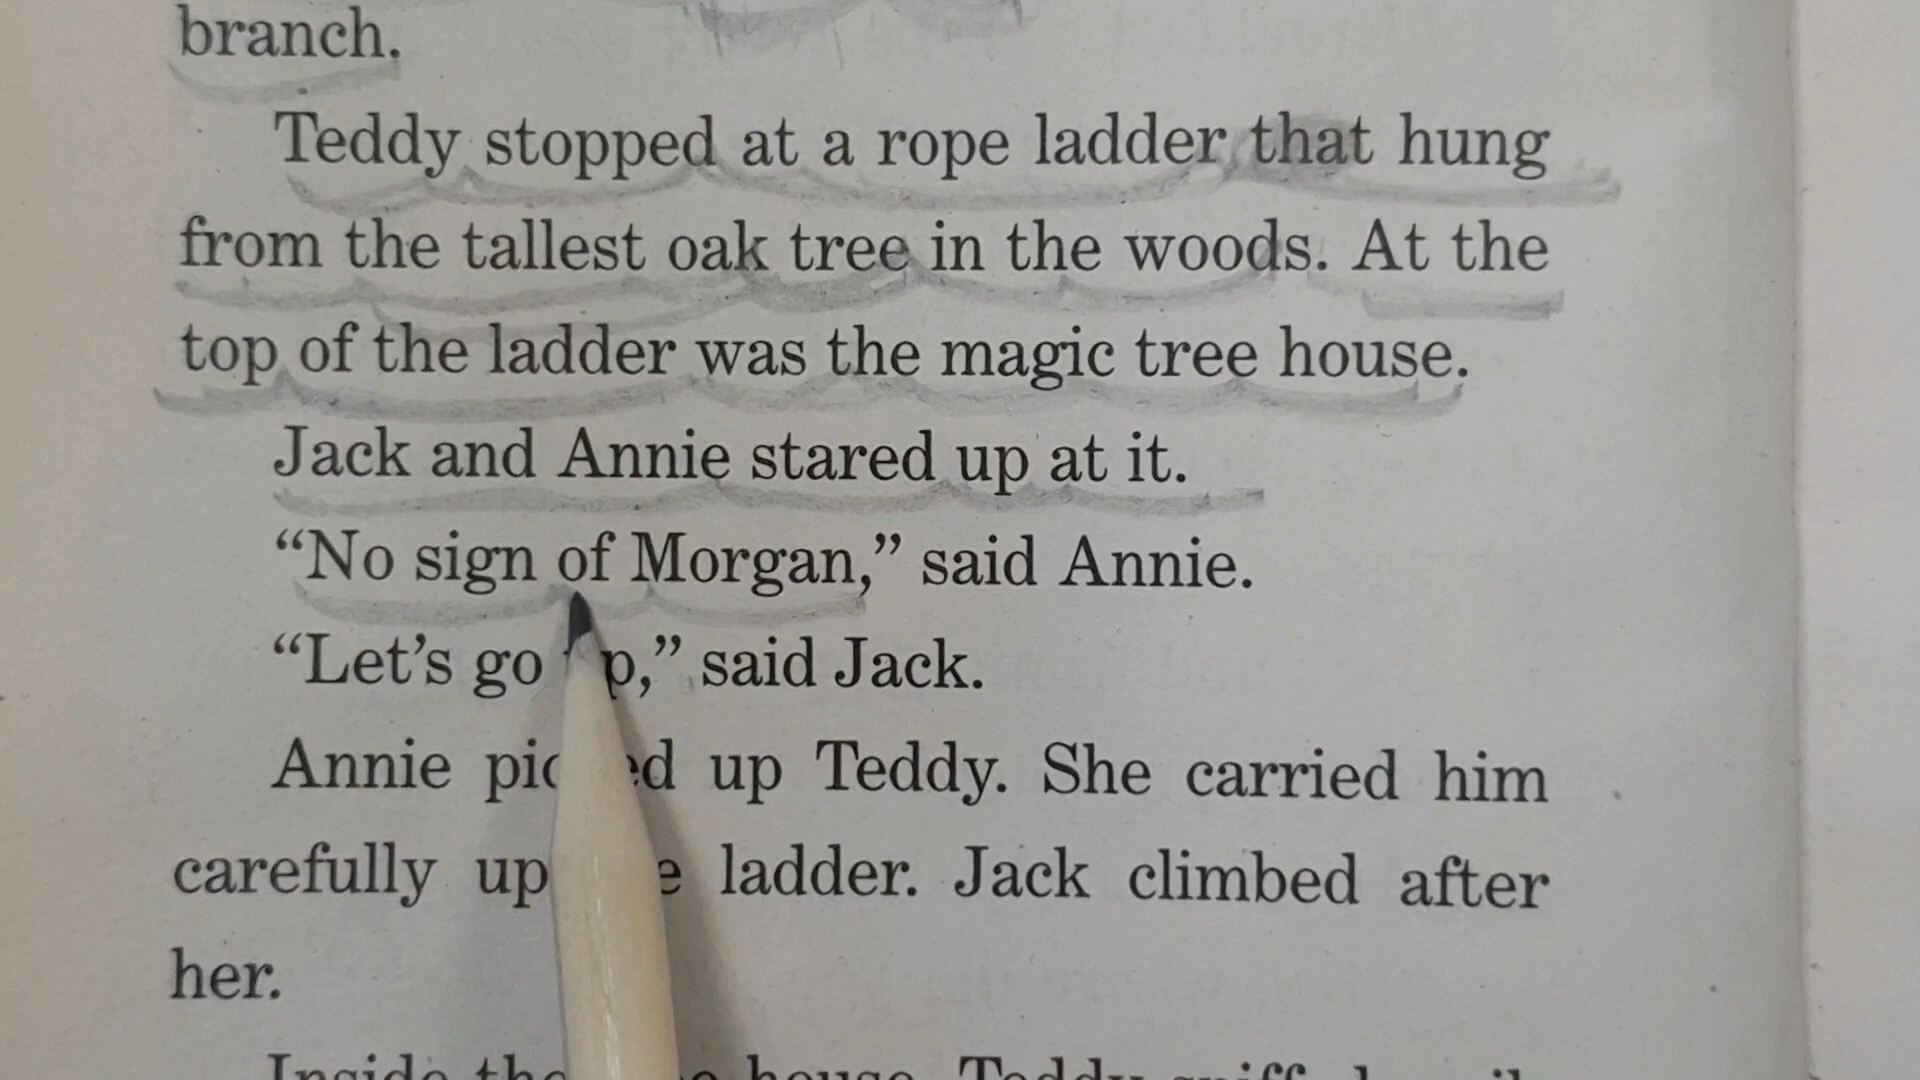 branch.
Teddy stopped at a rope ladder that hung
from the tallest oak tree in the woods. At the
top of the ladder was the magic tree house.
Jack and Annie stared up at it.
“No sign of Morgan,” said Annie.
“Let’s go said Jack.
Annie up Teddy. She carried him
carefully up ladder. Jack climbed after
her.
Inside house, Teddy